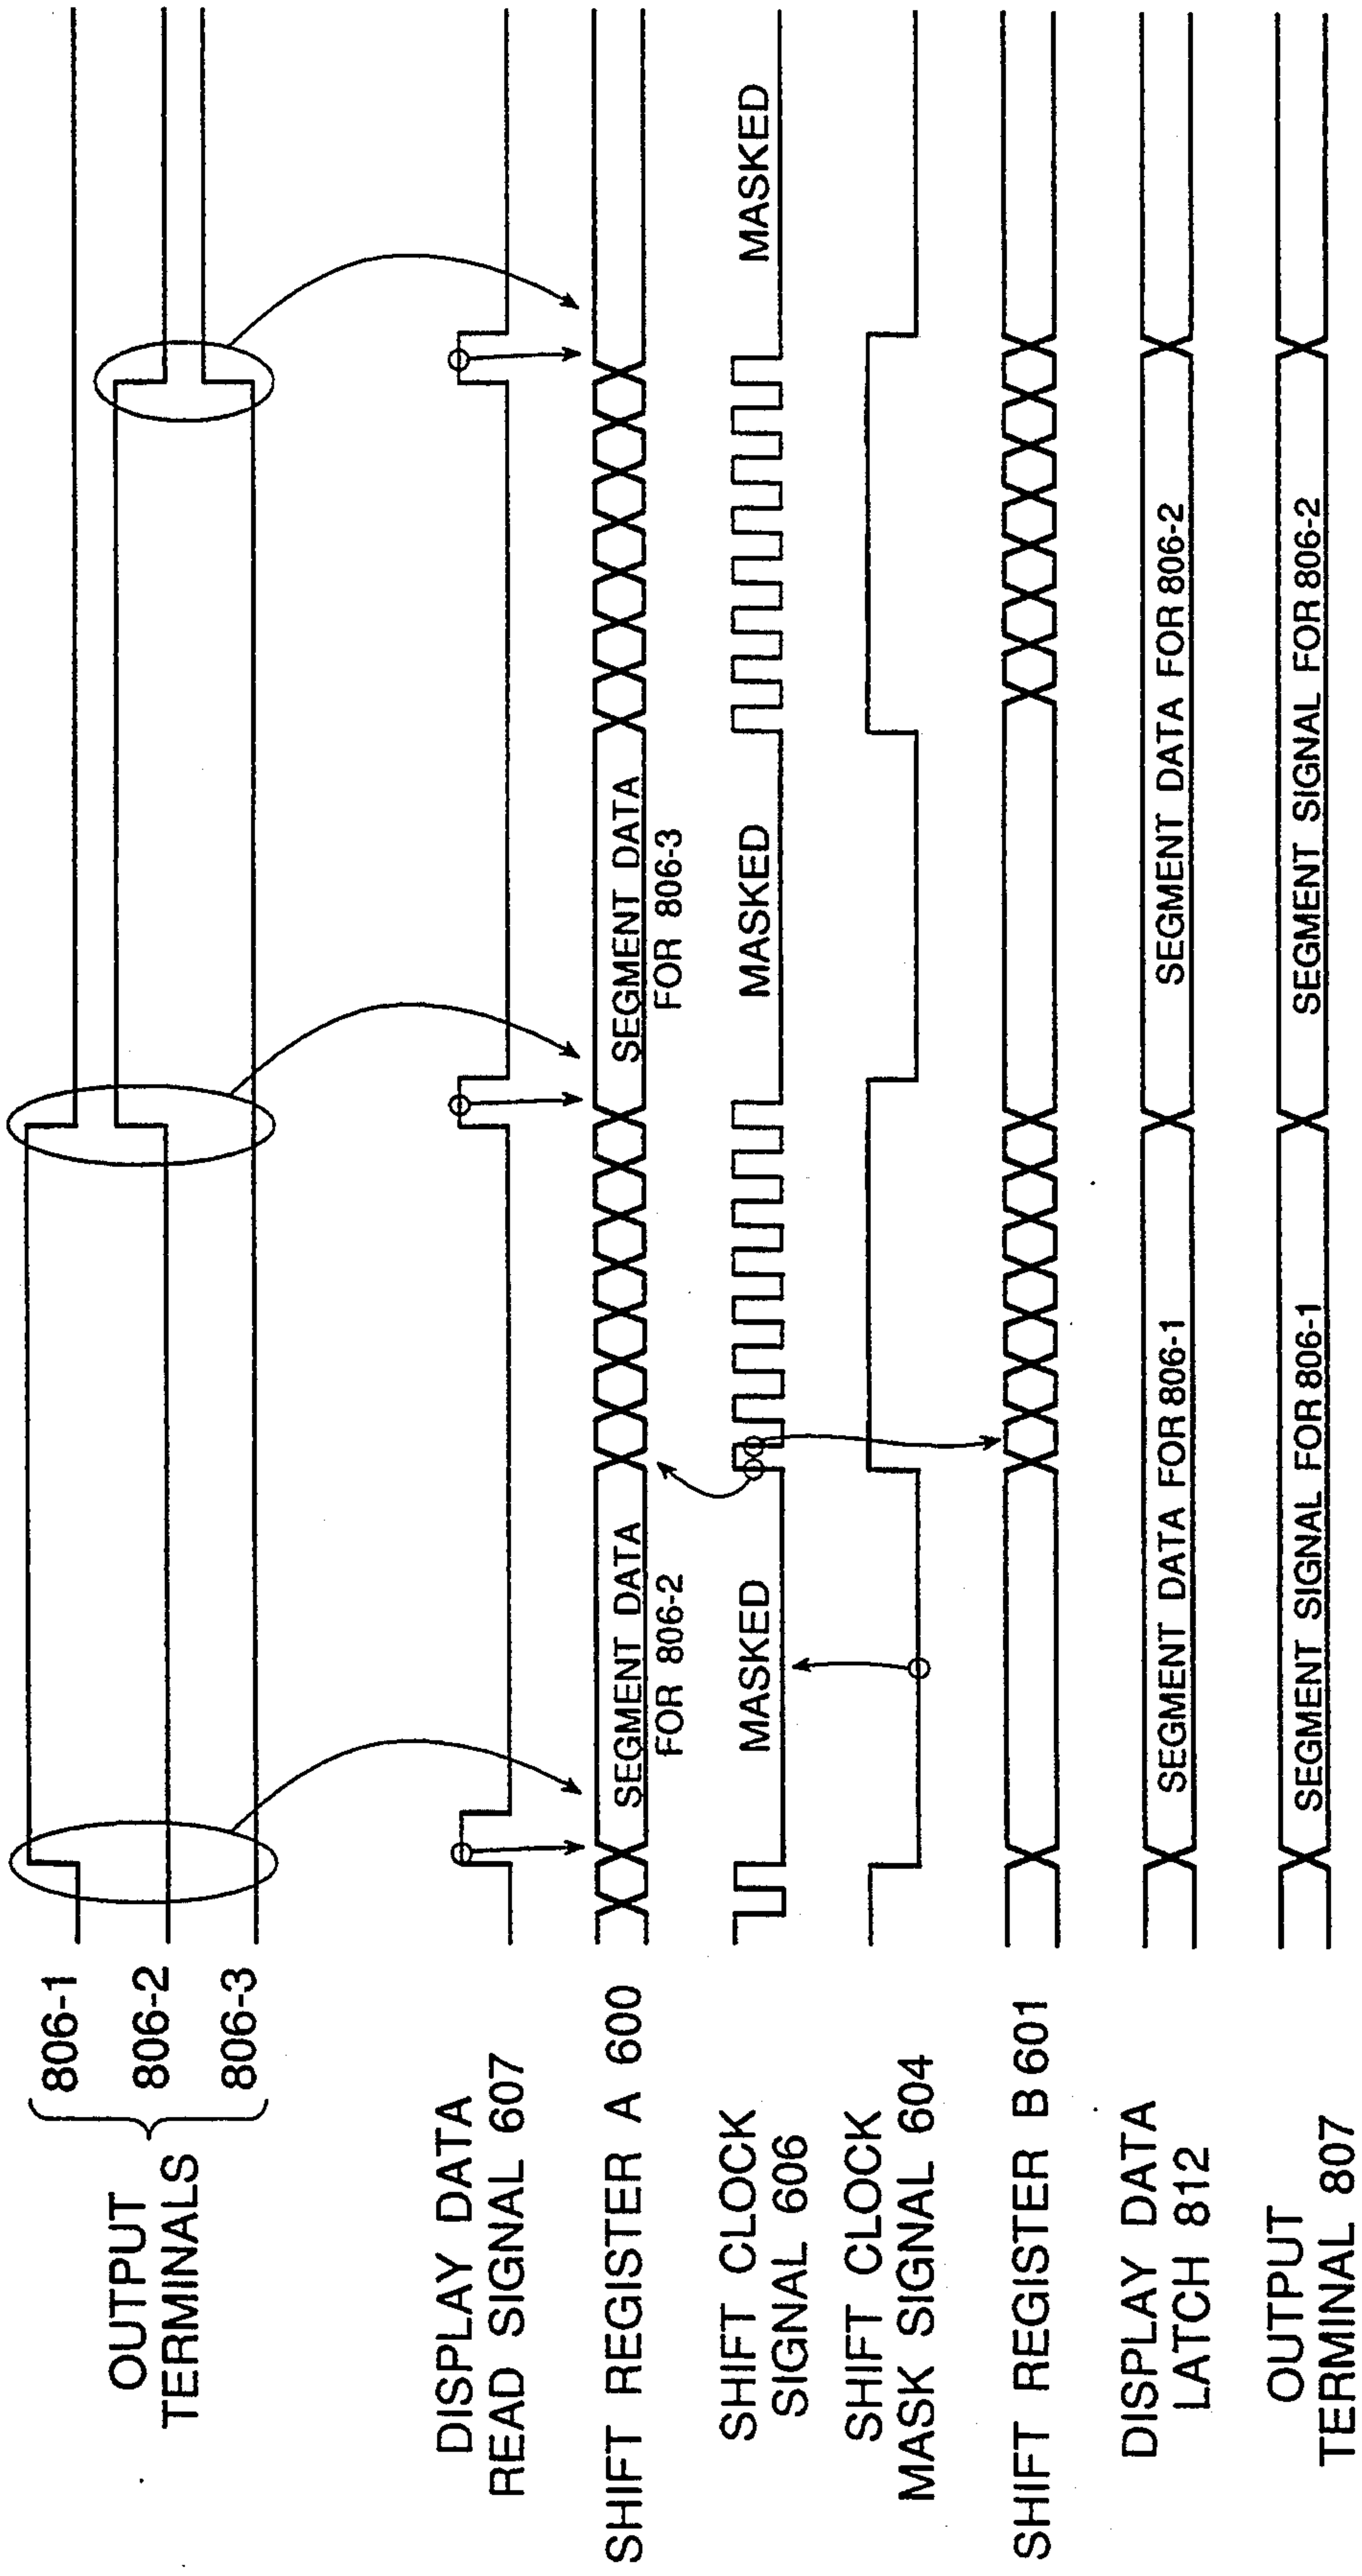 OUTPUT
TERMINALS
806-1
806-2
806-3
DISPLAY DATA
READ SIGNAL 607
SHIFT REGISTER A 600
SEGMENT DATA
FOR 806-2
SEGMENT DATA
FOR 806-3
SHIFT CLOCK
SIGNAL 606
MASKED
MASKED
MASKED
SHIFT CLOCK
MASK SIGNAL 604
SHIFT REGISTER B 601
DISPLAY DATA
LATCH 812
SEGMENT DATA FOR 806-1
SEGMENT DATA FOR 806-2
OUTPUT
TERMINAL 807
SEGMENT SIGNAL FOR 806-1
SEGMENT SIGNAL FOR 806-2